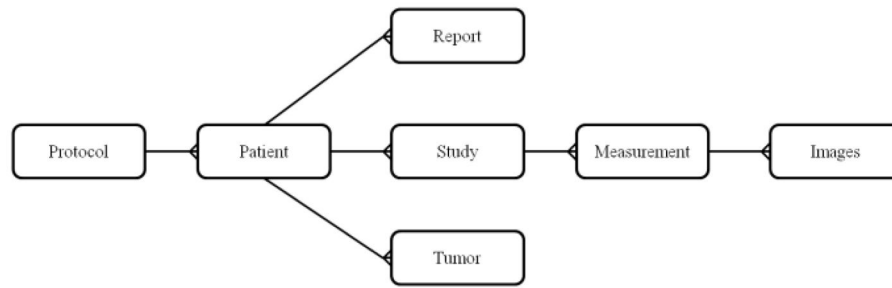 Report
Protocol
Patient
Study
Measurement
Images
Tumor